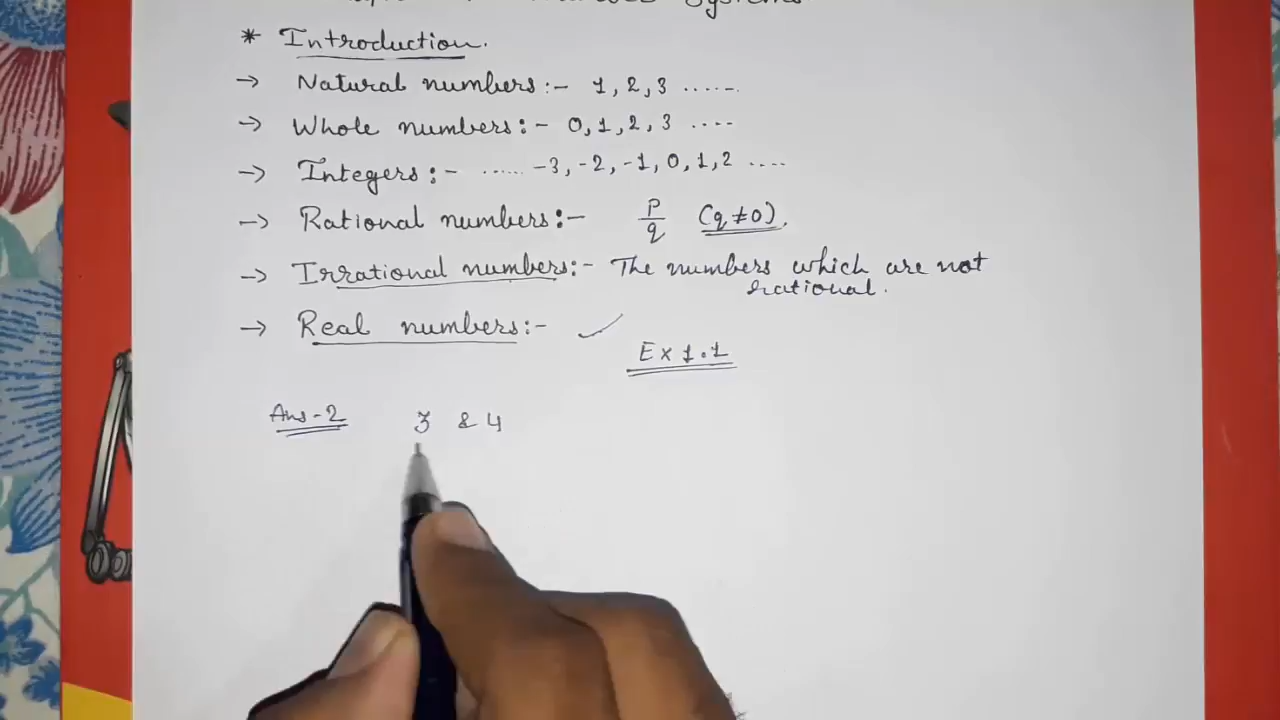 Systems
* Introduction.
→ Natural numbers:- 1, 2, 3 ......
→ Whole numbers:- 0, 1, 2, 3 ....
→ Integers:- ...... -3, -2, -1, 0, 1, 2 ....
→ Rational numbers:- p/q (q≠0).
→ Irrational numbers:- The numbers which are not
rational.
→ Real numbers:- ✓
Ex 1.1
Ans-2 3 & 4